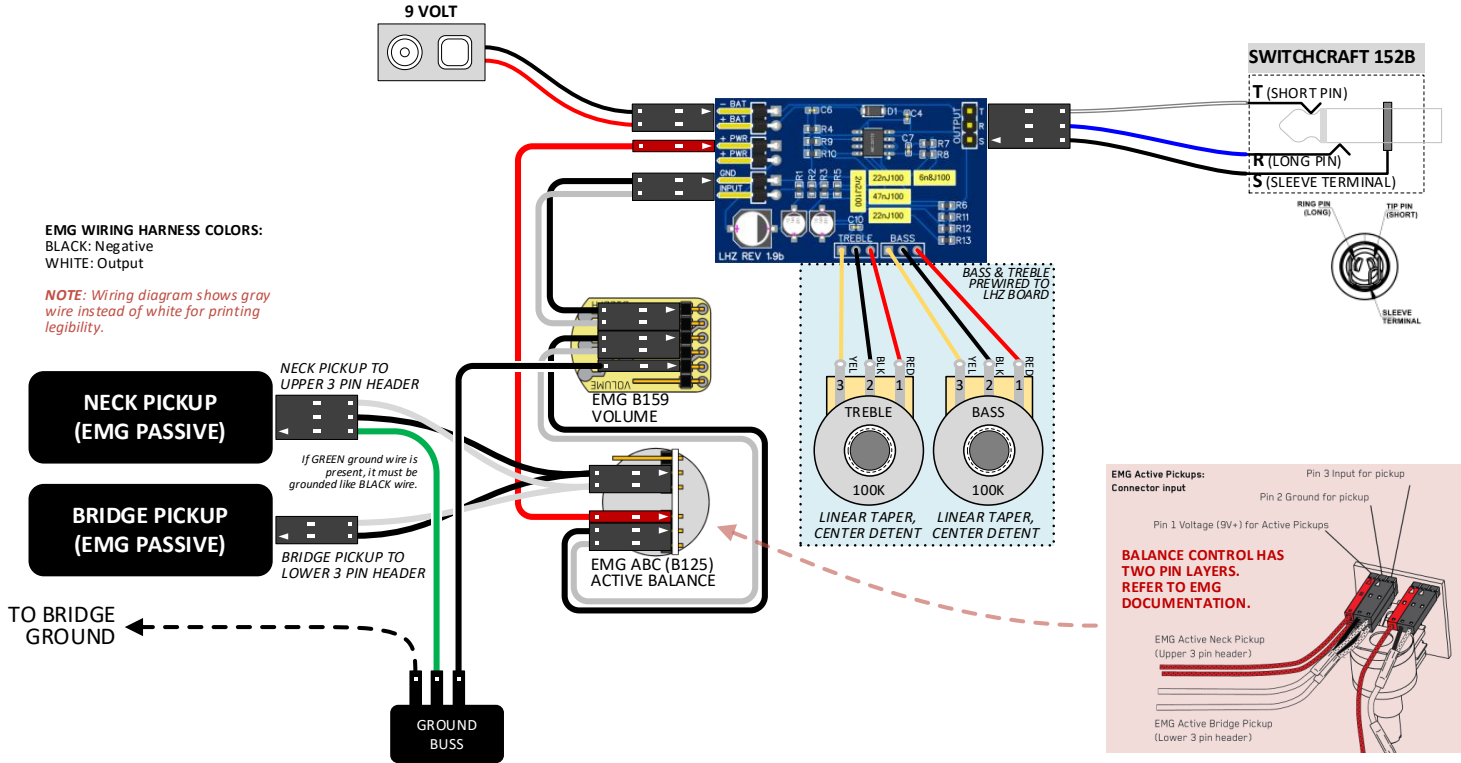 9 VOLT
SWITCHCRAFT 152B
T (SHORT PIN)
R (LONG PIN)
S (SLEEVE TERMINAL)
RING PIN
(LONG)
TIP PIN
(SHORT)
SLEEVE
TERMINAL
- BAT
+ BAT
+ PWR
+ PWR
GND
INPUT
C6
D1
C4
OUTPUT
T
R
S
R4
R9
R10
C7
R7
R8
R1
R2
R3
R5
2n2J100
22nJ100
6n8J100
47nJ100
22nJ100
C10
R6
R11
R12
R13
TREBLE
BASS
LHZ REV 1.9b
BASS & TREBLE
PREWIRED TO
LHZ BOARD
YEL
BLK
RED
YEL
BLK
RED
3 2 1
3 2 1
TREBLE
BASS
100K
100K
LINEAR TAPER,
CENTER DETENT
LINEAR TAPER,
CENTER DETENT
EMG WIRING HARNESS COLORS:
BLACK: Negative
WHITE: Output
NOTE: Wiring diagram shows gray
wire instead of white for printing
legibility.
VOLUME
EMG B159
VOLUME
NECK PICKUP
(EMG PASSIVE)
NECK PICKUP TO
UPPER 3 PIN HEADER
If GREEN ground wire is
present, it must be
grounded like BLACK wire.
BRIDGE PICKUP
(EMG PASSIVE)
BRIDGE PICKUP TO
LOWER 3 PIN HEADER
EMG ABC (B125)
ACTIVE BALANCE
TO BRIDGE
GROUND
GROUND
BUSS
EMG Active Pickups:
Connector input
Pin 3 Input for pickup
Pin 2 Ground for pickup
Pin 1 Voltage (9V+) for Active Pickups
BALANCE CONTROL HAS
TWO PIN LAYERS.
REFER TO EMG
DOCUMENTATION.
EMG Active Neck Pickup
(Upper 3 pin header)
EMG Active Bridge Pickup
(Lower 3 pin header)